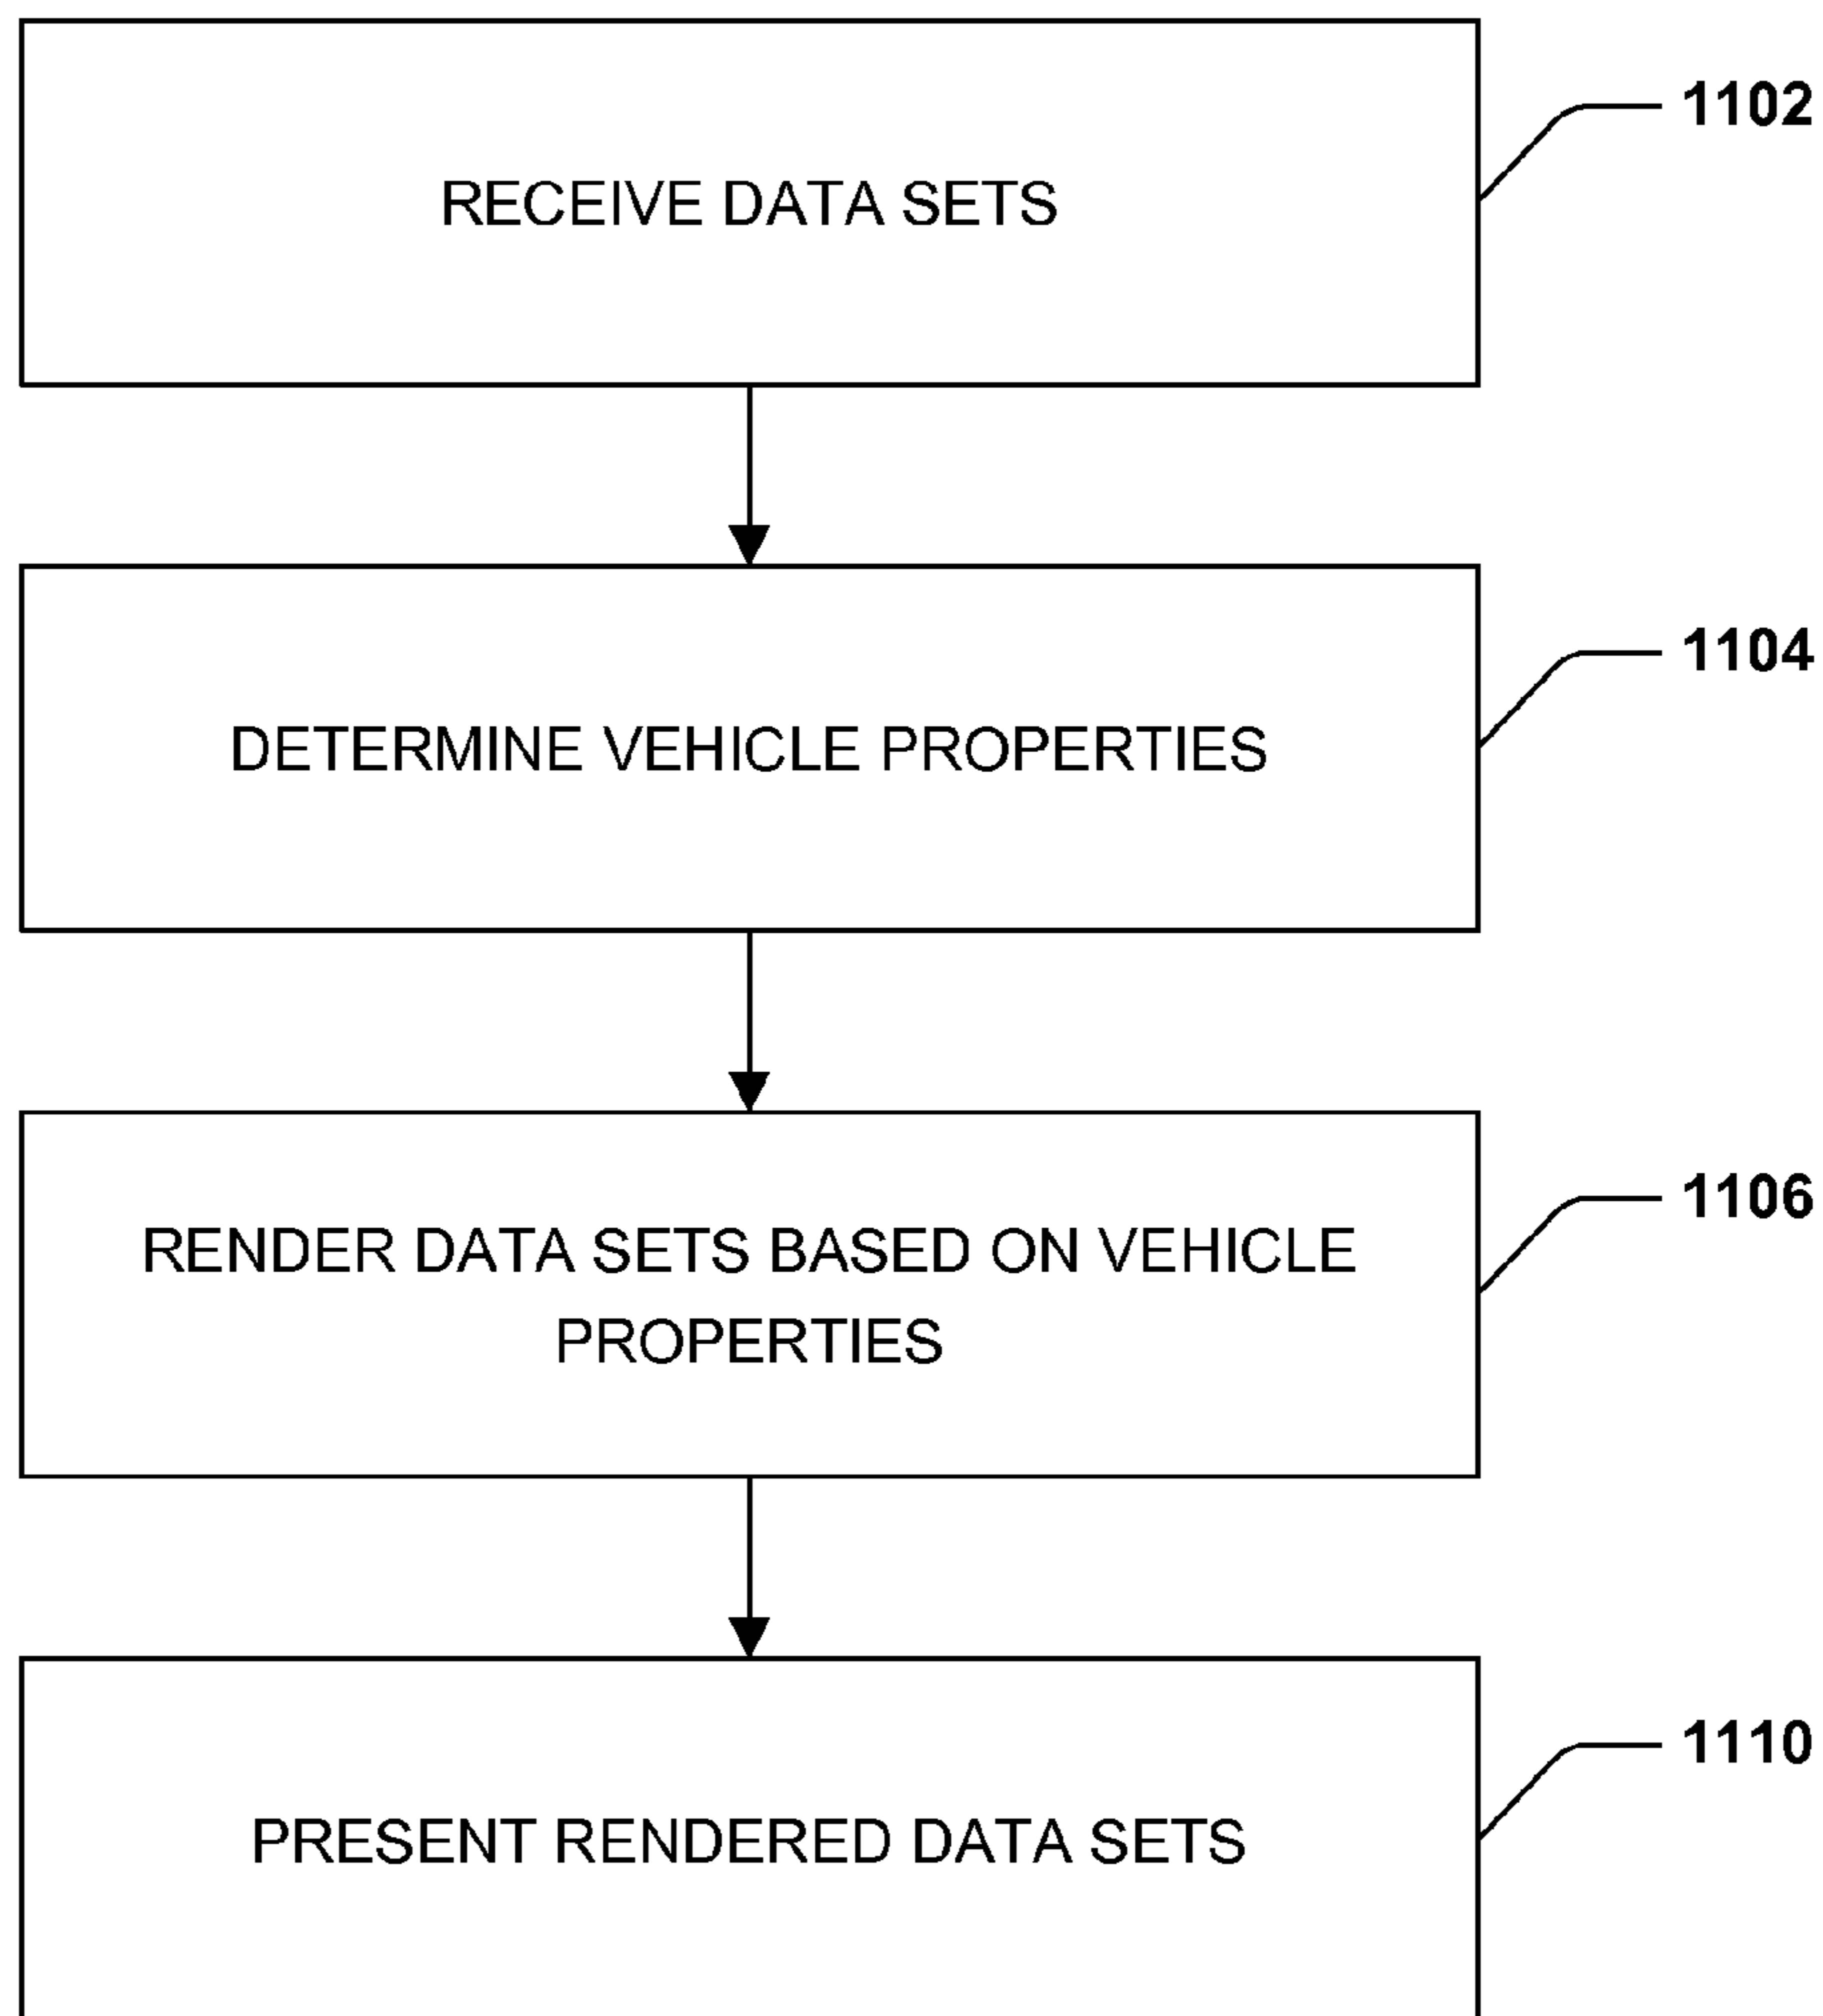 RECEIVE DATA SETS
1102
DETERMINE VEHICLE PROPERTIES
1104
RENDER DATA SETS BASED ON VEHICLE
PROPERTIES
1106
PRESENT RENDERED DATA SETS
1110